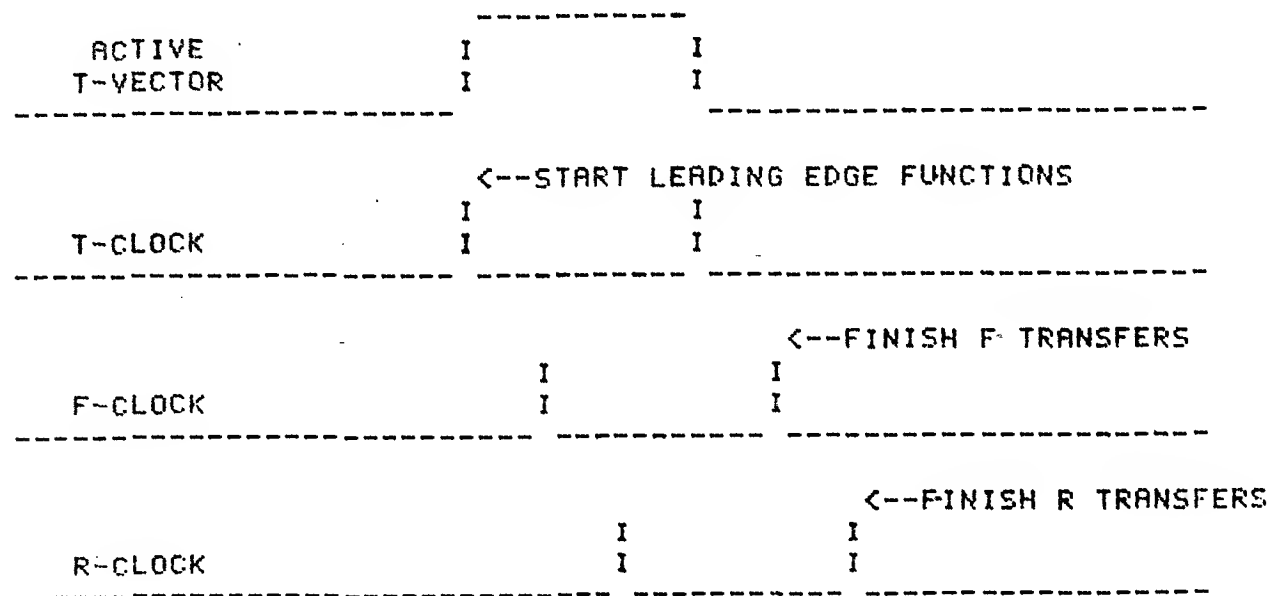 ACTIVE
T-VECTOR
<--START LEADING EDGE FUNCTIONS
T-CLOCK
<--FINISH F TRANSFERS
F-CLOCK
<--FINISH R TRANSFERS
R-CLOCK